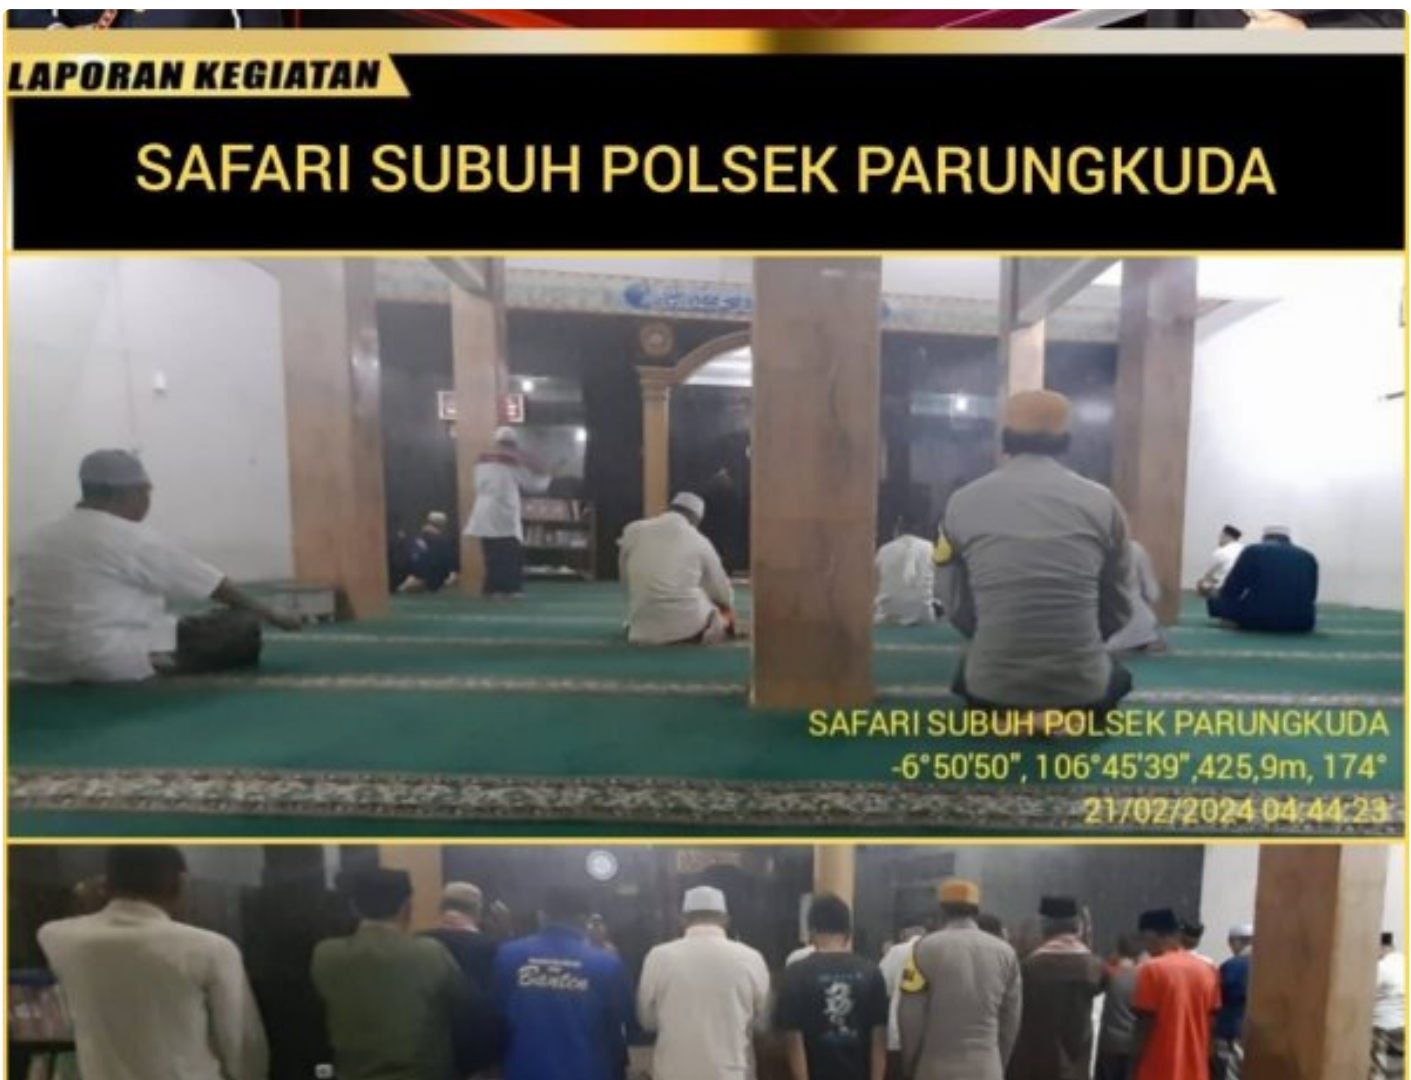 LAPORAN KEGIATAN
SAFARI SUBUH POLSEK PARUNGKUDA
SAFARI SUBUH POLSEK PARUNGKUDA
-6°50'50", 106°45'39",425,9m, 174°
21/02/2024 04:44:23
Banten